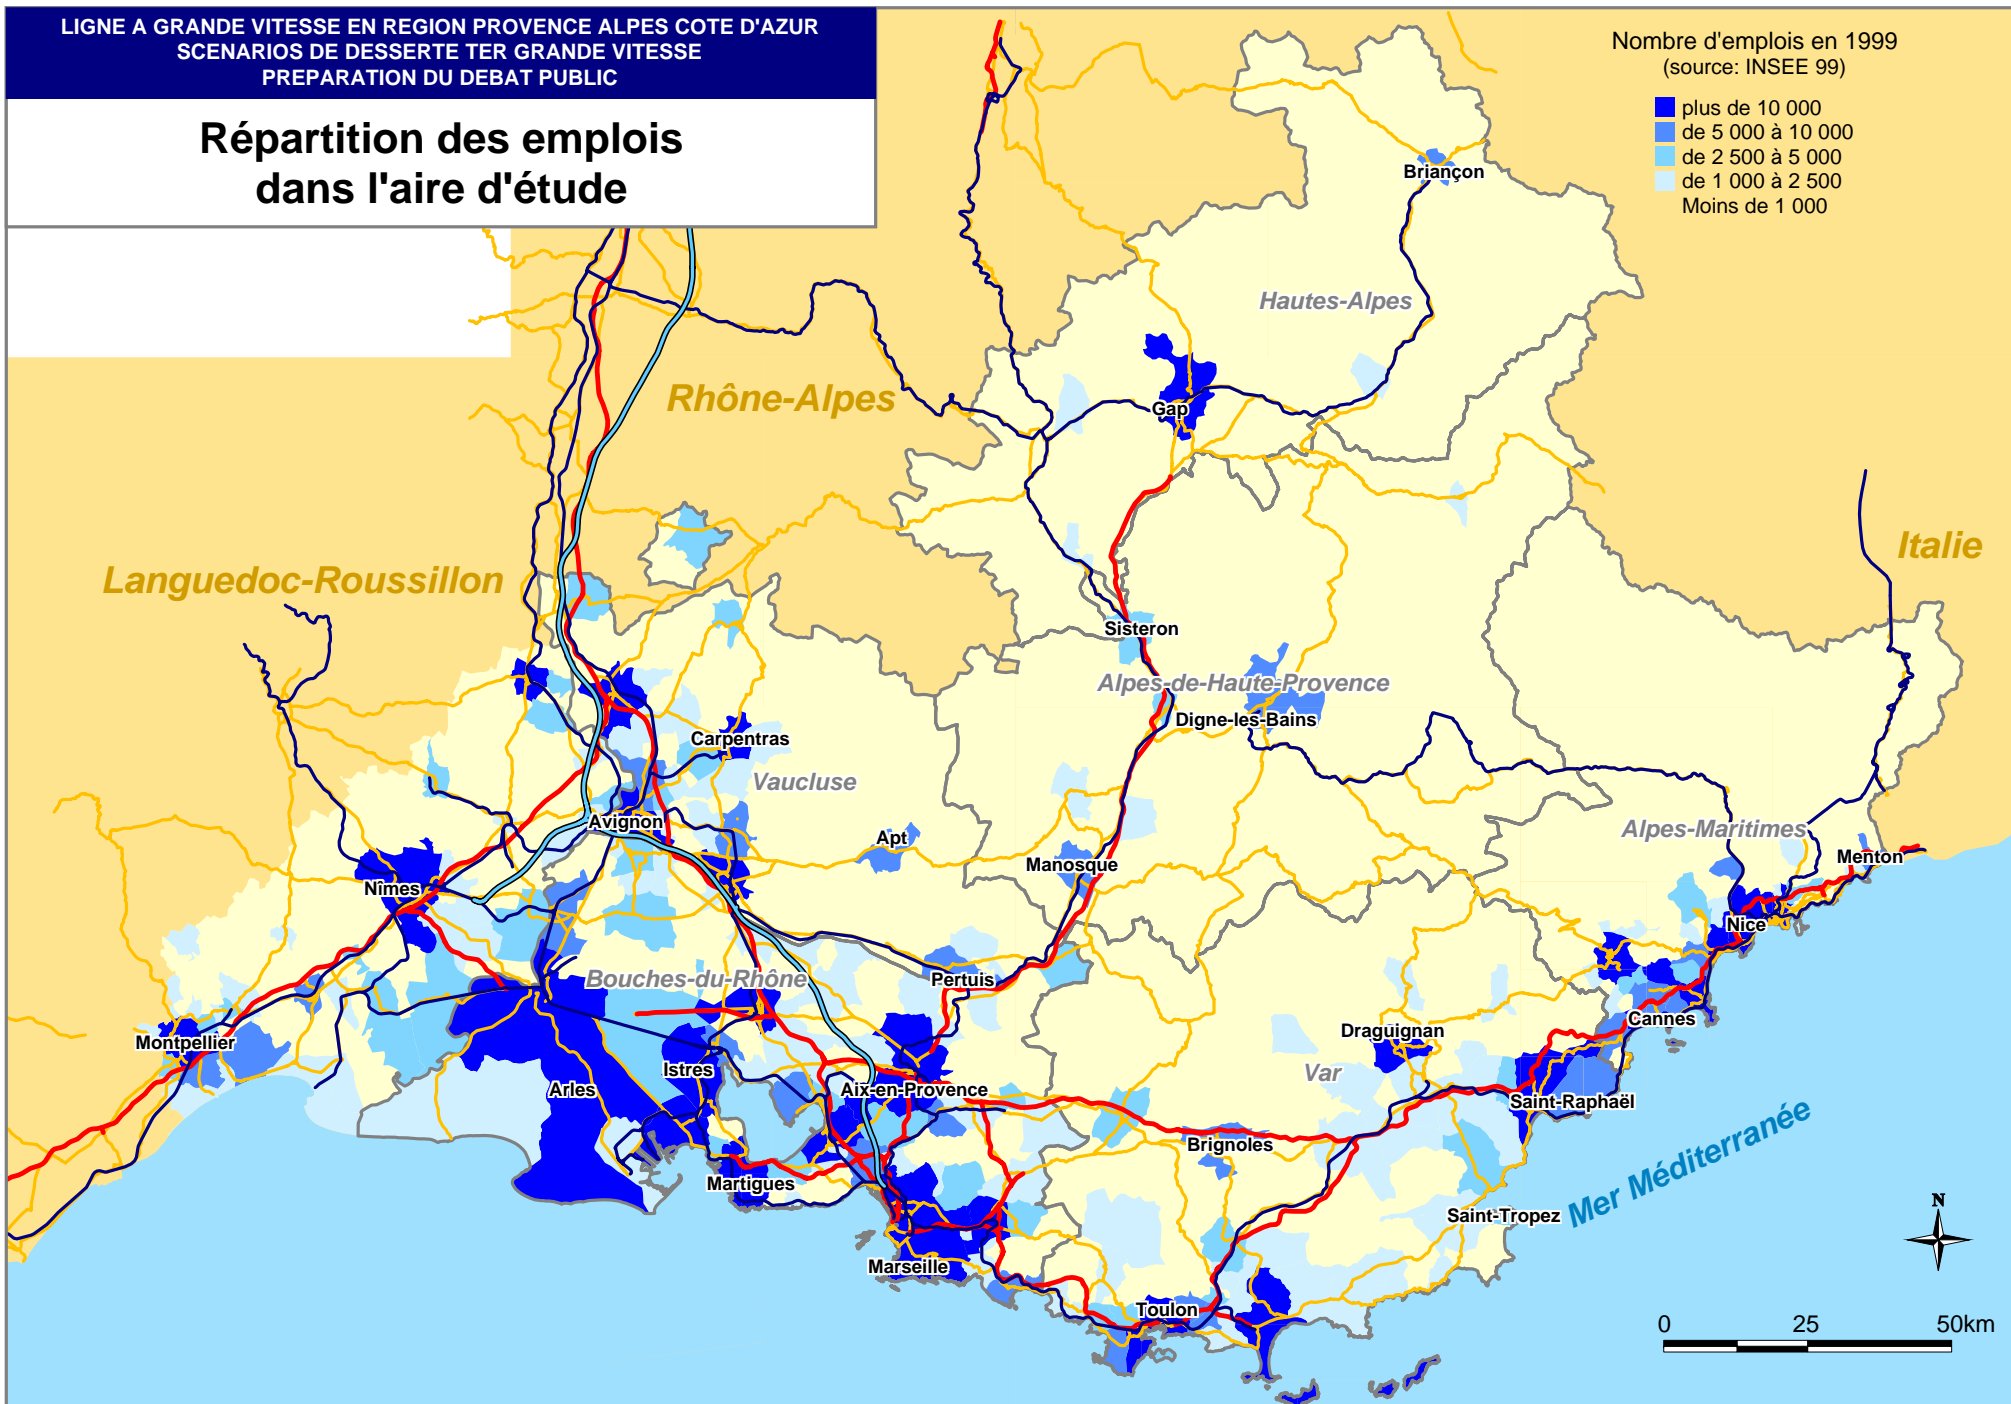 LIGNE A GRANDE VITESSE EN REGION PROVENCE ALPES COTE D'AZUR
SCENARIOS DE DESSERTE TER GRANDE VITESSE
PREPARATION DU DEBAT PUBLIC
Répartition des emplois
dans l'aire d'étude
Nombre d'emplois en 1999
(source: INSEE 99)
plus de 10 000
de 5 000 à 10 000
de 2 500 à 5 000
de 1 000 à 2 500
Moins de 1 000
Briançon
Hautes-Alpes
Rhône-Alpes
Gap
Italie
Languedoc-Roussillon
Sisteron
Alpes-de-Haute-Provence
Digne-les-Bains
Carpentras
Vaucluse
Avignon
Apt
Alpes-Maritimes
Manosque
Menton
Nîmes
Nice
Bouches-du-Rhône
Pertuis
Cannes
Draguignan
Montpellier
Istres
Var
Arles
Aix-en-Provence
Saint-Raphaël
Brignoles
Mer Méditerranée
Martigues
Saint-Tropez
N
Marseille
Toulon
0 25 50km